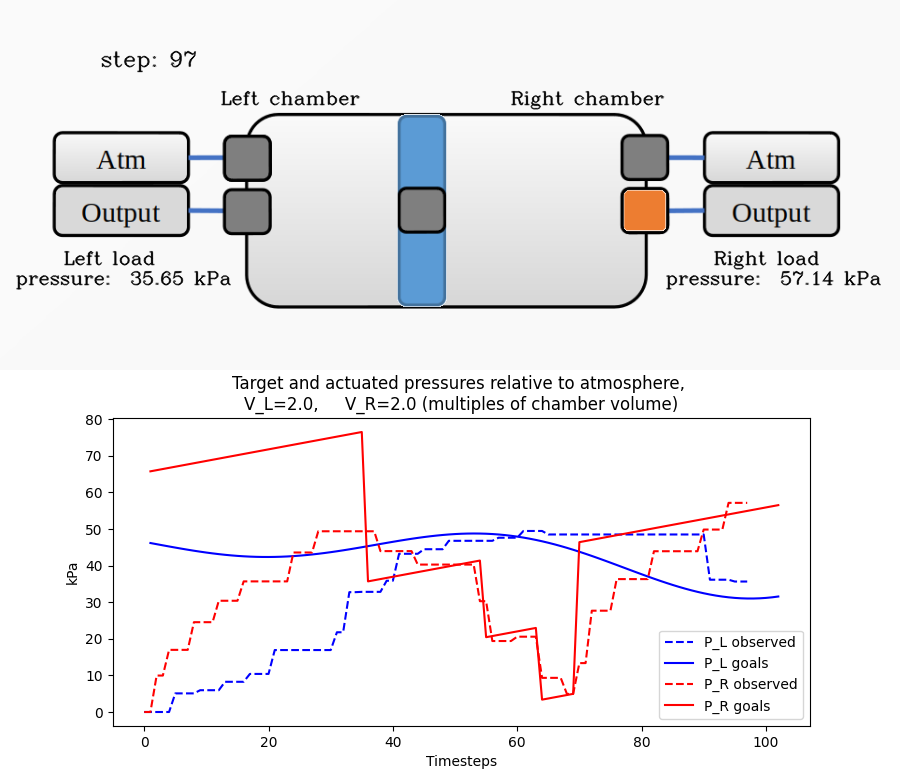 step: 97
Left chamber
Right chamber
Atm
Atm
Output
Output
Left load
pressure: 35.65 kPa
Right load
pressure: 57.14 kPa
Target and actuated pressures relative to atmosphere,
V_L=2.0, V_R=2.0 (multiples of chamber volume)
80
70
60
50
40
30
20
10
0
kPa
0
20
40
60
80
100
Timesteps
P_L observed
P_L goals
P_R observed
P_R goals